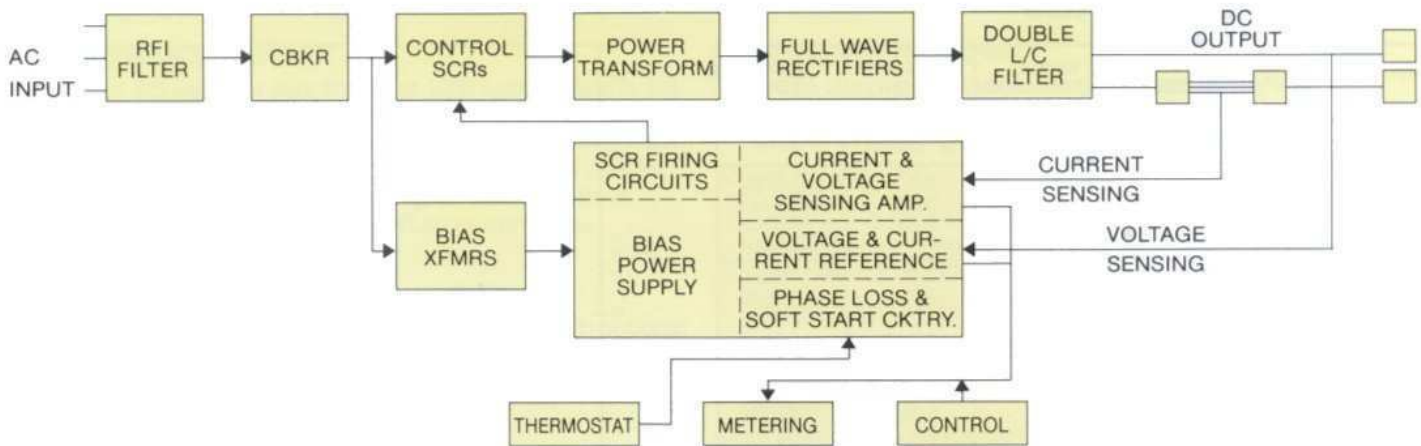 AC
INPUT
RFI
FILTER
CBKR
CONTROL
SCRs
POWER
TRANSFORM
FULL WAVE
RECTIFIERS
DOUBLE
L/C
FILTER
DC
OUTPUT
SCR FIRING
CIRCUITS
CURRENT &
VOLTAGE
SENSING AMP.
CURRENT
SENSING
BIAS
XFMRS
BIAS
POWER
SUPPLY
VOLTAGE & CUR-
RENT REFERENCE
VOLTAGE
SENSING
PHASE LOSS &
SOFT START CKTRY.
THERMOSTAT
METERING
CONTROL